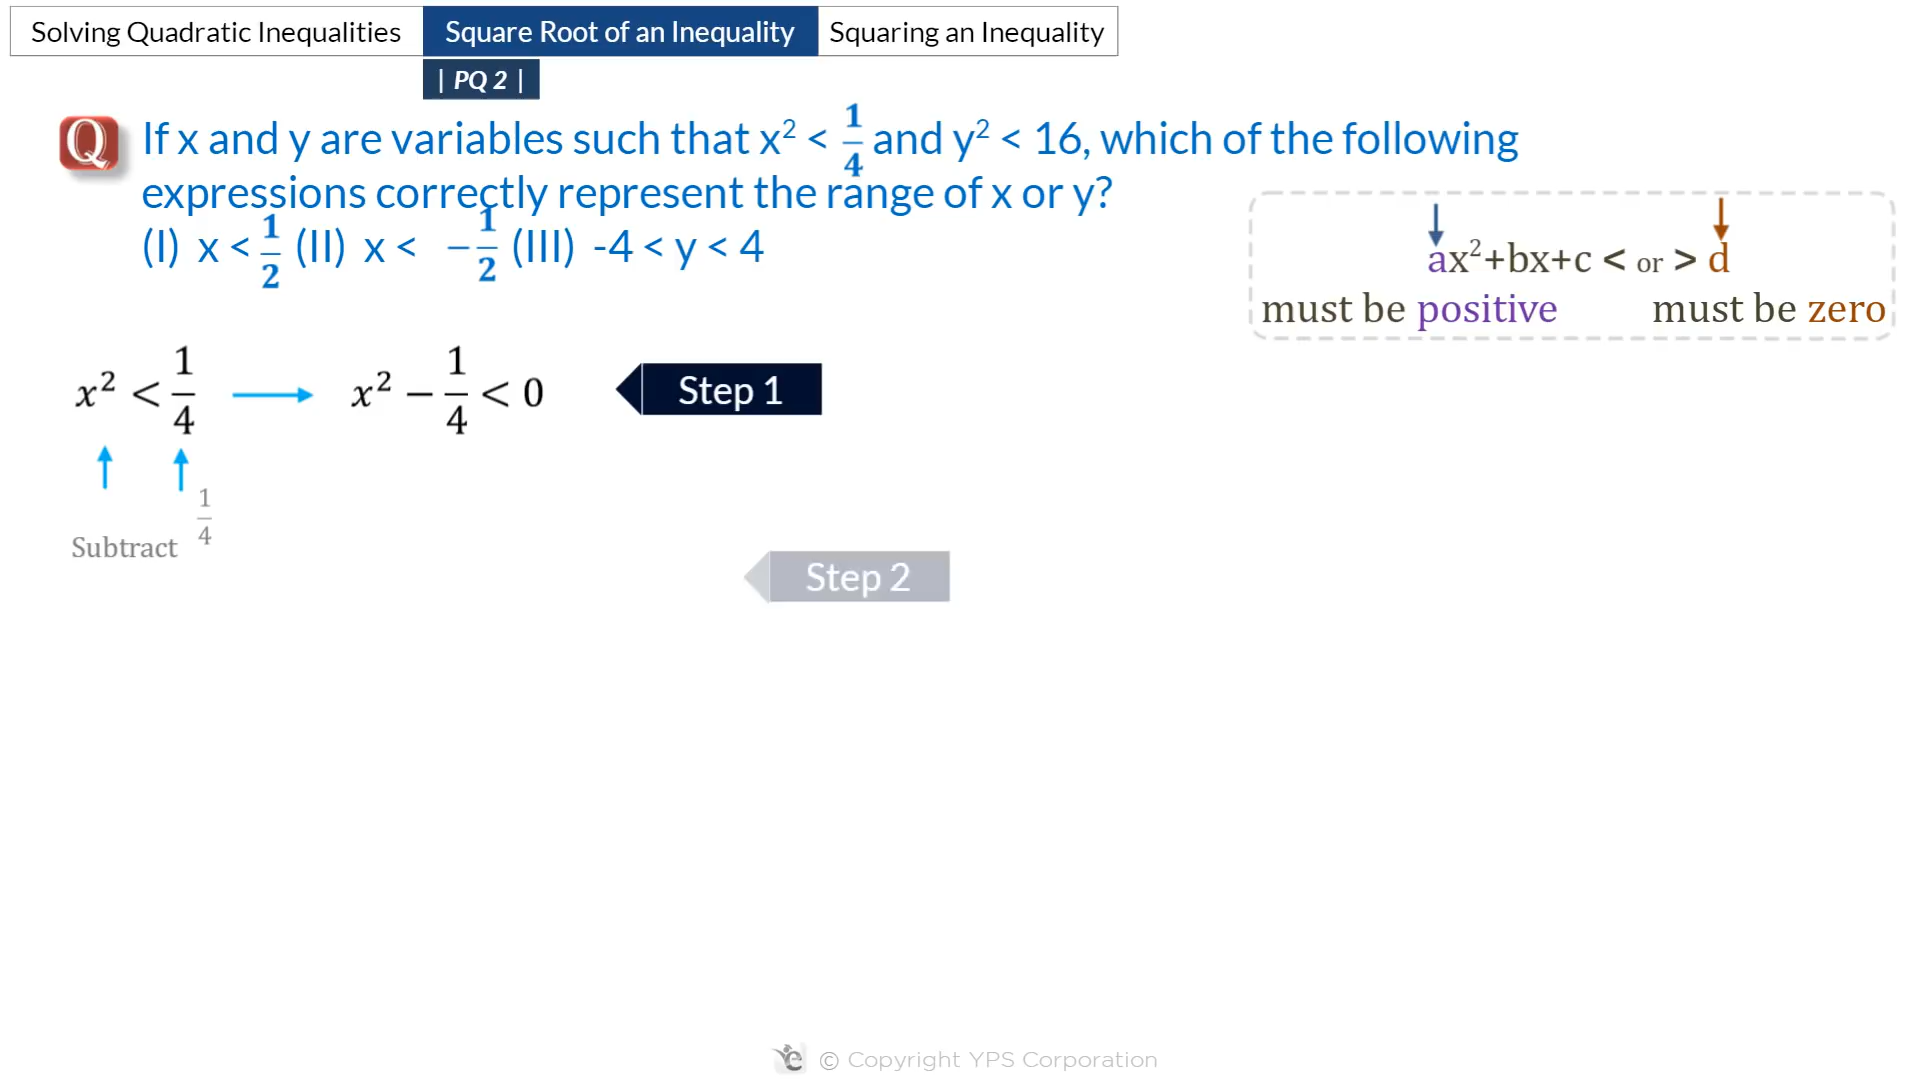 Solving Quadratic Inequalities
Square Root of an Inequality
Squaring an Inequality
| PQ 2 |
Q
If x and y are variables such that x² < 1/4 and y² < 16, which of the following
expressions correctly represent the range of x or y?
(I) x < 1/2 (II) x < −1/2 (III) -4 < y < 4
ax²+bx+c < or > d
must be positive must be zero
x² < 1/4 x² − 1/4 < 0
Step 1
Subtract 1/4
Step 2
© Copyright YPS Corporation